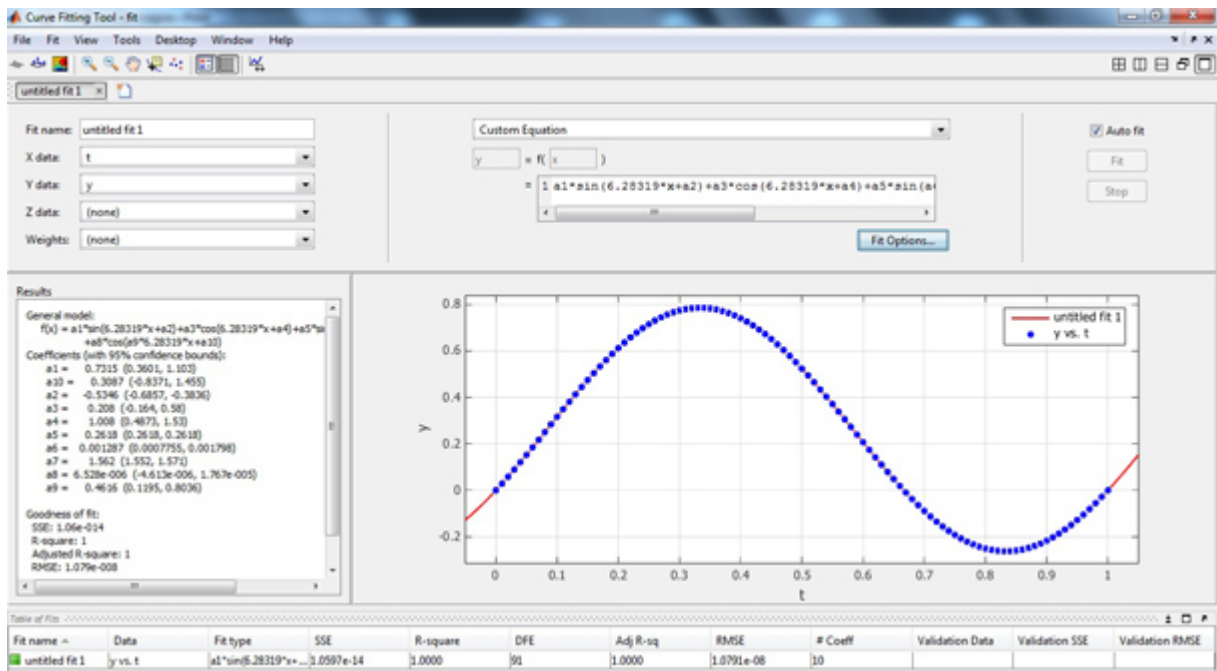 Curve Fitting Tool - fit
File Fit View Tools Desktop Window Help
untitled fit 1
Fit name: untitled fit 1
X data: t
Y data: y
Z data: (none)
Weights: (none)
Custom Equation
y = f( x )
= 1 a1*sin(6.28319*x+a2)+a3*cos(6.28319*x+a4)+a5*sin(a
Fit Options...
Auto fit
Fit
Stop
Results
General model:
f(x) = a1*sin(6.28319*x+a2)+a3*cos(6.28319*x+a4)+a5*sin
+a8*cos(a9*6.28319*x+a10)
Coefficients (with 95% confidence bounds):
a1 = 0.7315 (0.3601, 1.103)
a10 = 0.3087 (-0.8371, 1.455)
a2 = -0.5346 (-0.6857, -0.3836)
a3 = 0.208 (-0.164, 0.58)
a4 = 1.008 (0.4873, 1.53)
a5 = 0.2618 (0.2618, 0.2618)
a6 = 0.001287 (0.0007755, 0.001798)
a7 = 1.562 (1.552, 1.571)
a8 = 6.528e-006 (-4.613e-006, 1.767e-005)
a9 = 0.4616 (0.1195, 0.8036)
Goodness of fit:
SSE: 1.06e-014
R-square: 1
Adjusted R-square: 1
RMSE: 1.079e-008
0.8
0.6
0.4
0.2
0
-0.2
y
0 0.1 0.2 0.3 0.4 0.5 0.6 0.7 0.8 0.9 1
t
untitled fit 1
y vs. t
Table of Fits
Fit name Data Fit type SSE R-square DFE Adj R-sq RMSE # Coeff Validation Data Validation SSE Validation RMSE
untitled fit 1 y vs. t a1*sin(6.28319*x+... 1.0597e-14 1.0000 91 1.0000 1.0791e-08 10